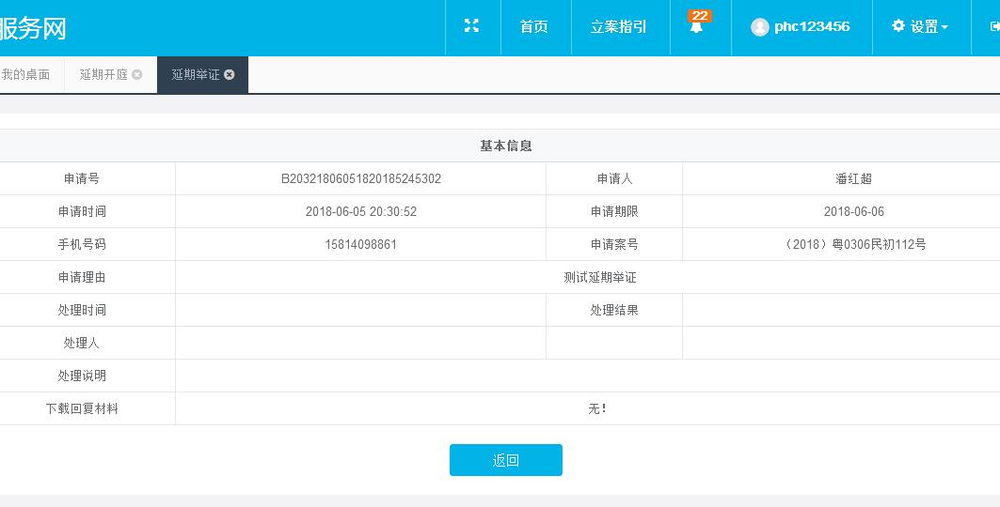 服务网 首页 立案指引 22 phc123456 设置
我的桌面 延期开庭 延期举证
基本信息
申请号 B20321806051820185245302 申请人 潘红超
申请时间 2018-06-05 20:30:52 申请期限 2018-06-06
手机号码 15814098861 申请案号 （2018）粤0306民初112号
申请理由 测试延期举证
处理时间 处理结果
处理人
处理说明
下载回复材料 无！
返回